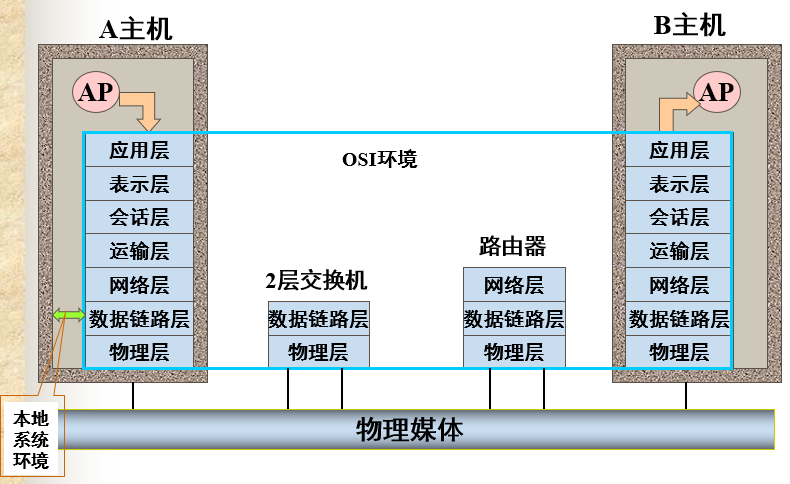 A主机
B主机
AP
AP
OSI环境
应用层
表示层
会话层
运输层
网络层
数据链路层
物理层
2层交换机
数据链路层
物理层
路由器
网络层
数据链路层
物理层
应用层
表示层
会话层
运输层
网络层
数据链路层
物理层
本地
系统
环境
物理媒体